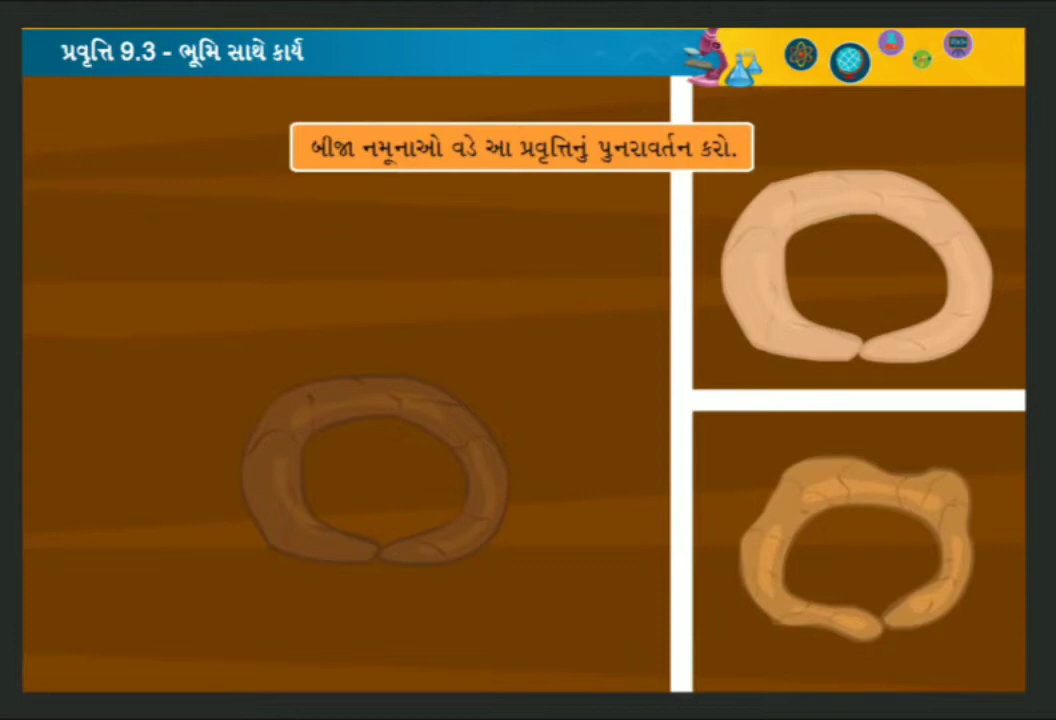 પ્રવૃત્તિ 9.3 - ભૂમિ સાથે કાર્ય
બીજા નમૂનાઓ વડે આ પ્રવૃત્તિનું પુનરાવર્તન કરો.